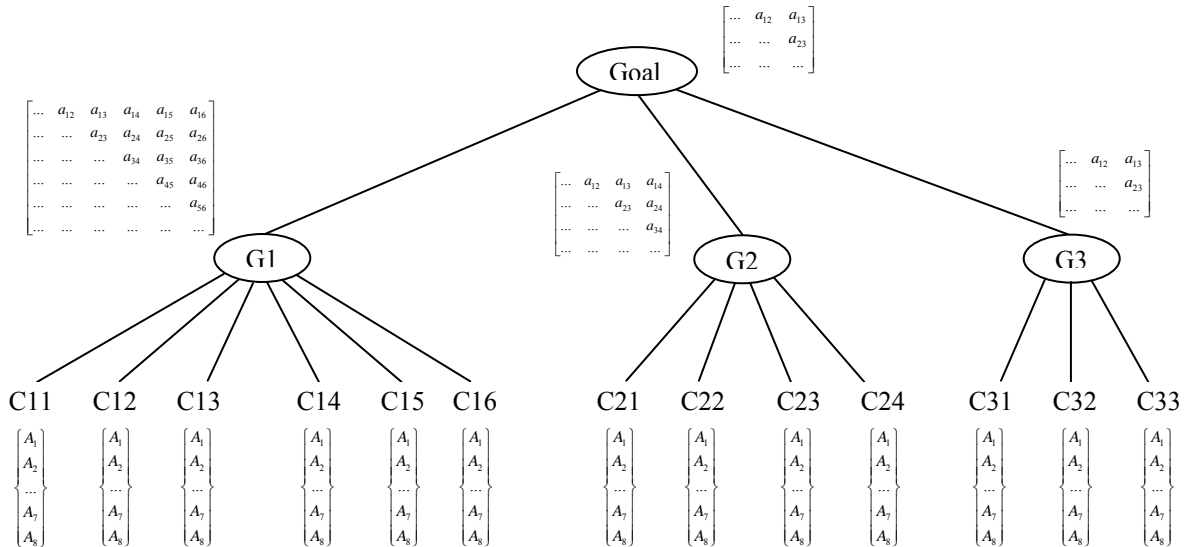 ... a12 a13
... ... a23
... ... ...
Goal
... a12 a13 a14 a15 a16
... ... a23 a24 a25 a26
... ... ... a34 a35 a36
... ... ... ... a45 a46
... ... ... ... ... a56
... ... ... ... ... ...
... a12 a13 a14
... ... a23 a24
... ... ... a34
... ... ... ...
... a12 a13
... ... a23
... ... ...
G1 G2 G3
C11 C12 C13 C14 C15 C16 C21 C22 C23 C24 C31 C32 C33
A1 A1 A1 A1 A1 A1 A1 A1 A1 A1 A1 A1 A1
A2 A2 A2 A2 A2 A2 A2 A2 A2 A2 A2 A2 A2
... ... ... ... ... ... ... ... ... ... ... ... ...
A7 A7 A7 A7 A7 A7 A7 A7 A7 A7 A7 A7 A7
A8 A8 A8 A8 A8 A8 A8 A8 A8 A8 A8 A8 A8